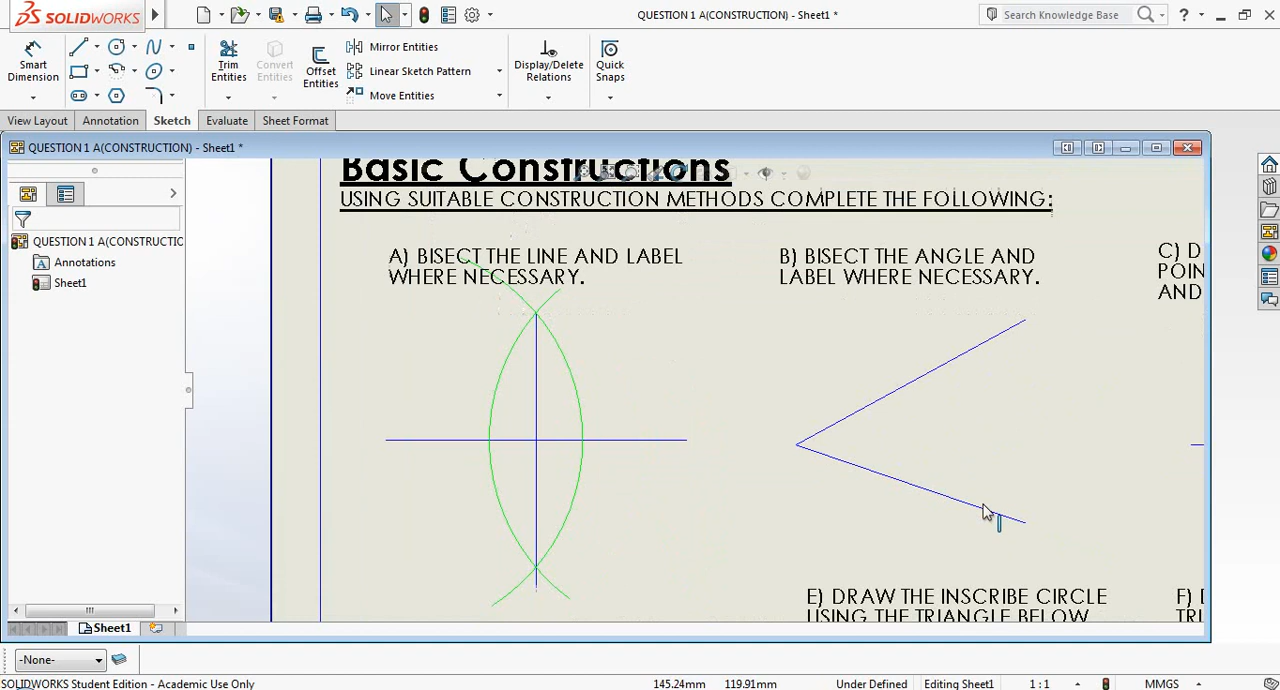 SOLIDWORKS
QUESTION 1 A(CONSTRUCTION) - Sheet1 *
Search Knowledge Base
?
Smart
Dimension
Trim
Entities
Convert
Entities
Offset
Entities
Mirror Entities
Linear Sketch Pattern
Move Entities
Display/Delete
Relations
Quick
Snaps
View Layout
Annotation
Sketch
Evaluate
Sheet Format
QUESTION 1 A(CONSTRUCTION) - Sheet1 *
QUESTION 1 A(CONSTRUCTIC
Annotations
Sheet1
Basic Constructions
USING SUITABLE CONSTRUCTION METHODS COMPLETE THE FOLLOWING:
A) BISECT THE LINE AND LABEL
WHERE NECESSARY.
B) BISECT THE ANGLE AND
LABEL WHERE NECESSARY.
C) D
POIN
AND
E) DRAW THE INSCRIBE CIRCLE
USING THE TRIANGLE BELOW
F) D
TRI
Sheet1
-None-
SOLIDWORKS Student Edition - Academic Use Only
145.24mm
119.91mm
Under Defined
Editing Sheet1
1 : 1
MMGS